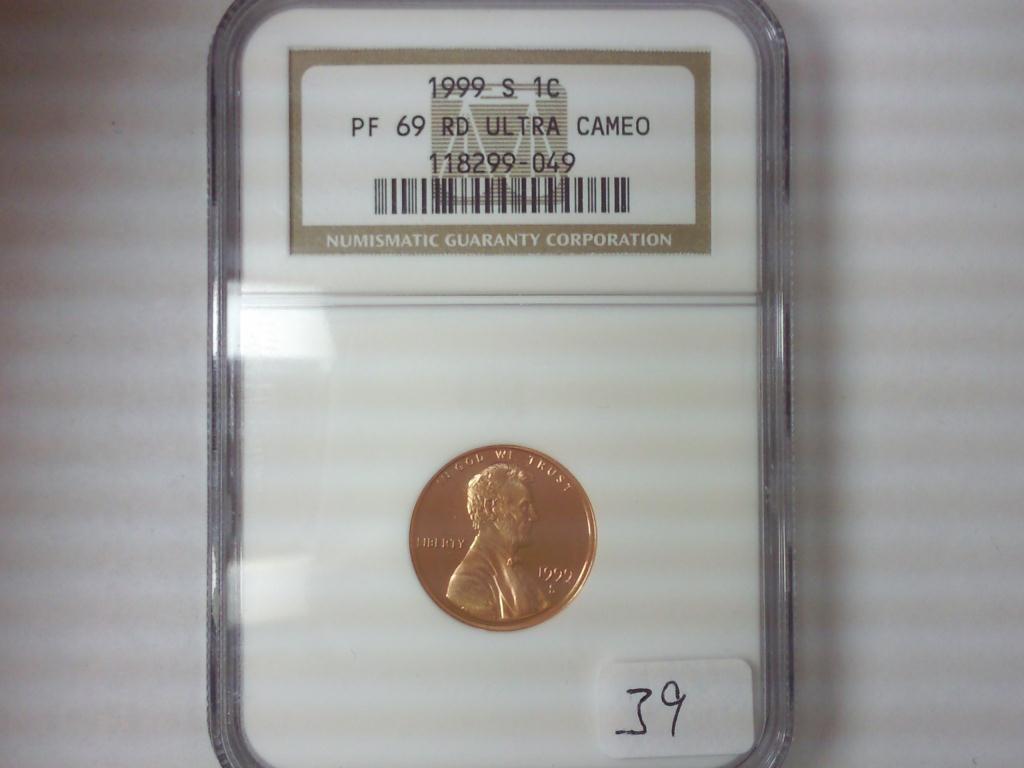 1999 S 1C
PF 69 RD ULTRA CAMEO
118299-049
NUMISMATIC GUARANTY CORPORATION
IN GOD WE TRUST
LIBERTY
1999
S
39